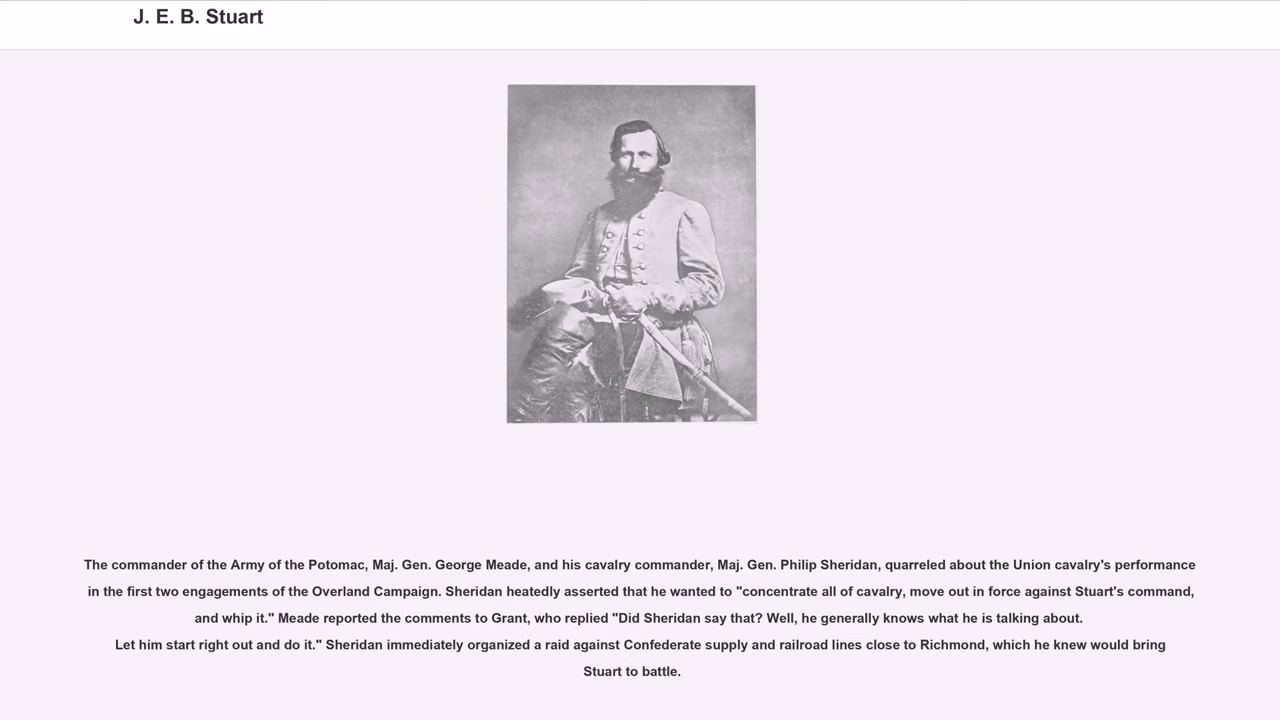 J. E. B. Stuart
The commander of the Army of the Potomac, Maj. Gen. George Meade, and his cavalry commander, Maj. Gen. Philip Sheridan, quarreled about the Union cavalry's performance
in the first two engagements of the Overland Campaign. Sheridan heatedly asserted that he wanted to "concentrate all of cavalry, move out in force against Stuart's command,
and whip it." Meade reported the comments to Grant, who replied "Did Sheridan say that? Well, he generally knows what he is talking about.
Let him start right out and do it." Sheridan immediately organized a raid against Confederate supply and railroad lines close to Richmond, which he knew would bring
Stuart to battle.